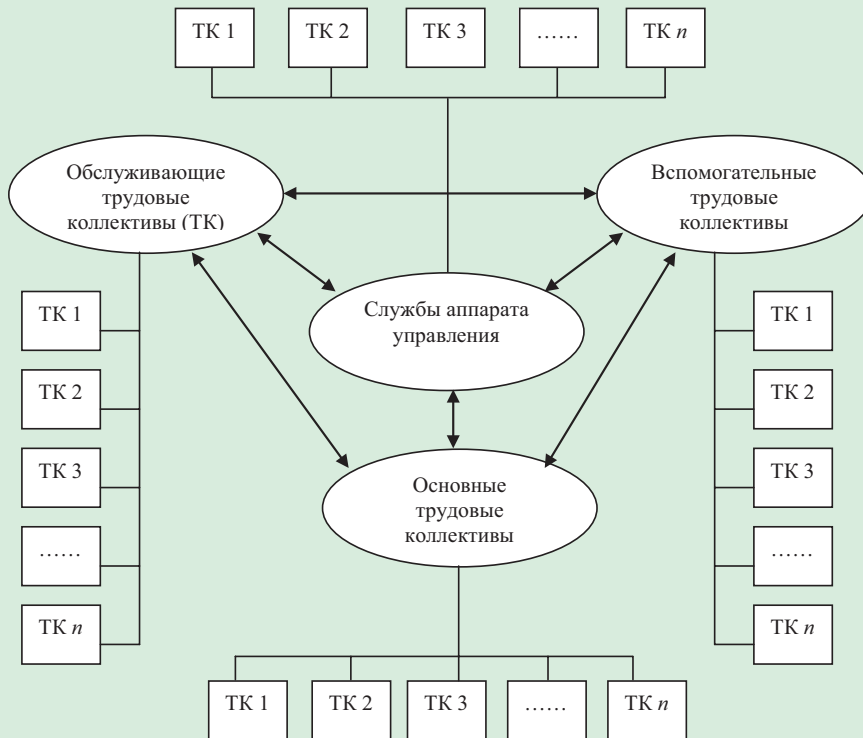 ТК 1
ТК 2
ТК 3
……
ТК n
Обслуживающие
трудовые
коллективы (ТК)
Вспомогательные
трудовые
коллективы
Службы аппарата
управления
ТК 1
ТК 2
ТК 3
……
ТК n
ТК 1
ТК 2
ТК 3
……
ТК n
Основные
трудовые
коллективы
ТК 1
ТК 2
ТК 3
……
ТК n